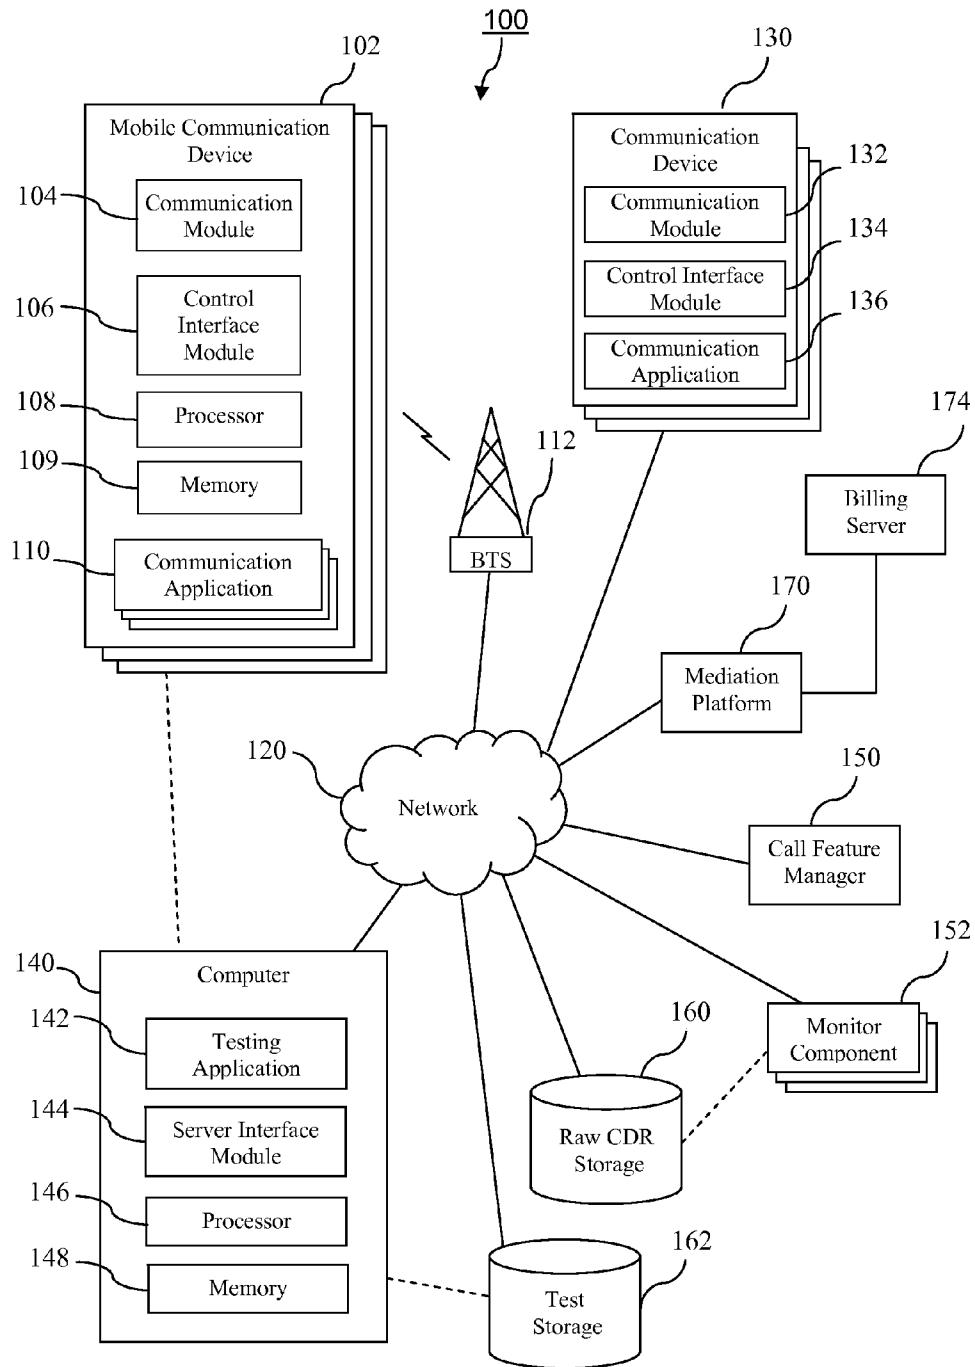 100
102
Mobile Communication
Device
104
Communication
Module
106
Control
Interface
Module
108
Processor
109
Memory
110
Communication
Application
112
BTS
130
Communication
Device
132
Communication
Module
134
Control Interface
Module
136
Communication
Application
174
Billing
Server
170
Mediation
Platform
120
Network
150
Call Feature
Manager
152
Monitor
Component
140
Computer
142
Testing
Application
144
Server Interface
Module
146
Processor
148
Memory
160
Raw CDR
Storage
162
Test
Storage